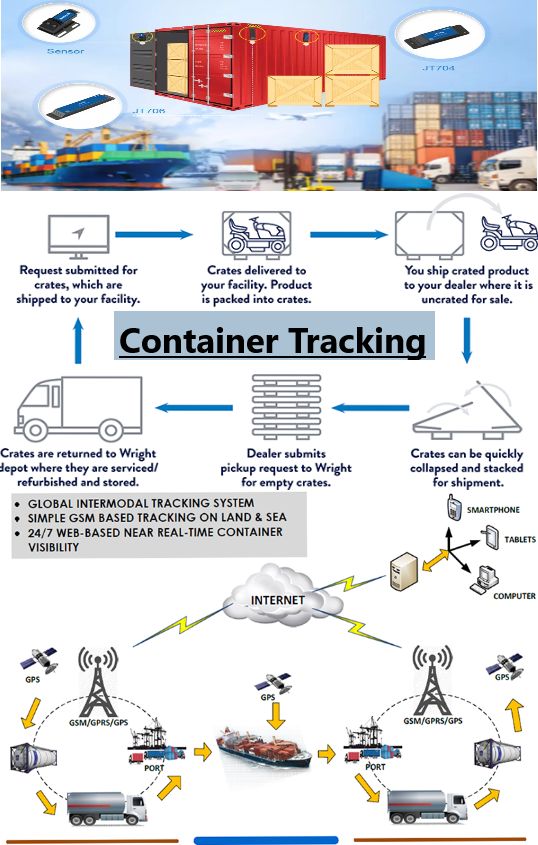 Sensor
JT704
JT706
Request submitted for
crates, which are
shipped to your facility.
Crates delivered to
your facility. Product
is packed into crates.
You ship crated product
to your dealer where it is
uncrated for sale.
Container Tracking
Crates are returned to Wright
depot where they are serviced/
refurbished and stored.
Dealer submits
pickup request to Wright
for empty crates.
Crates can be quickly
collapsed and stacked
for shipment.
• GLOBAL INTERMODAL TRACKING SYSTEM
• SIMPLE GSM BASED TRACKING ON LAND & SEA
• 24/7 WEB-BASED NEAR REAL-TIME CONTAINER
VISIBILITY
SMARTPHONE
TABLETS
COMPUTER
INTERNET
GPS
GSM/GPRS/GPS
PORT
GPS
GSM/GPRS/GPS
PORT
GPS